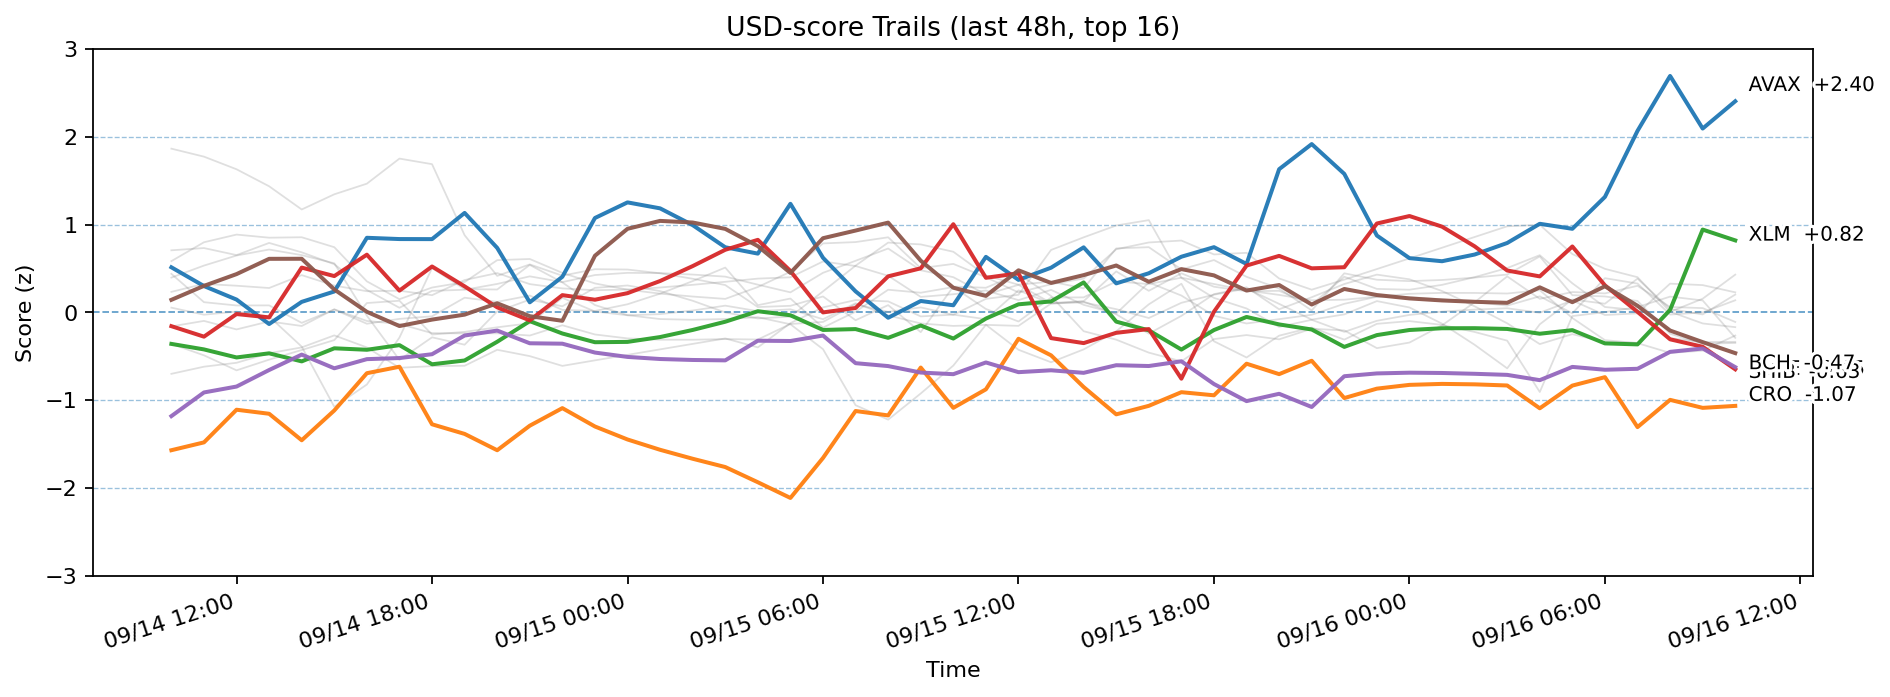 USD-score Trails (last 48h, top 16)
3
2
1
0
−1
−2
−3
Score (z)
AVAX +2.40
XLM +0.82
BCH -0.47
CRO -1.07
09/14 12:00
09/14 18:00
09/15 00:00
09/15 06:00
09/15 12:00
09/15 18:00
09/16 00:00
09/16 06:00
09/16 12:00
Time